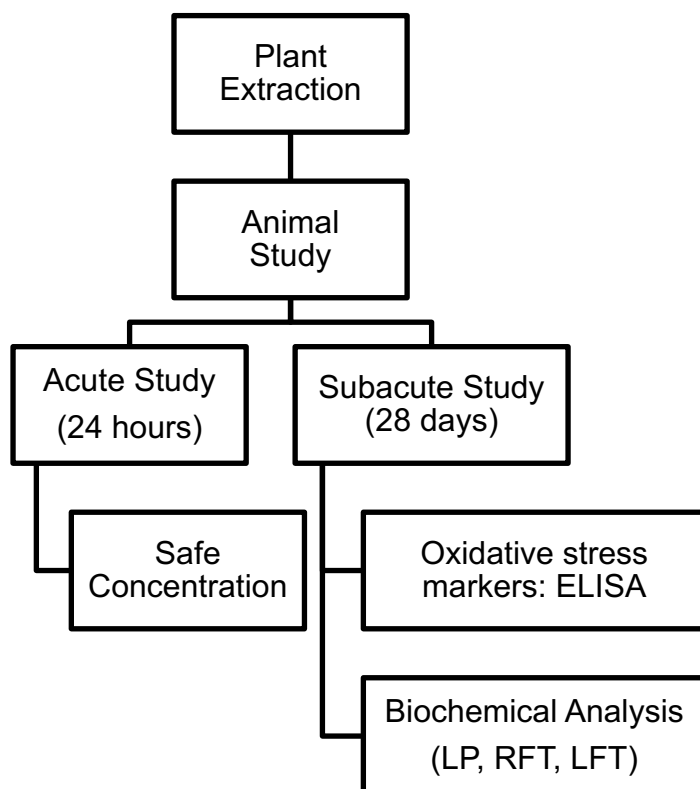 Plant
Extraction
Animal
Study
Acute Study
(24 hours)
Subacute Study
(28 days)
Safe
Concentration
Oxidative stress
markers: ELISA
Biochemical Analysis
(LP, RFT, LFT)